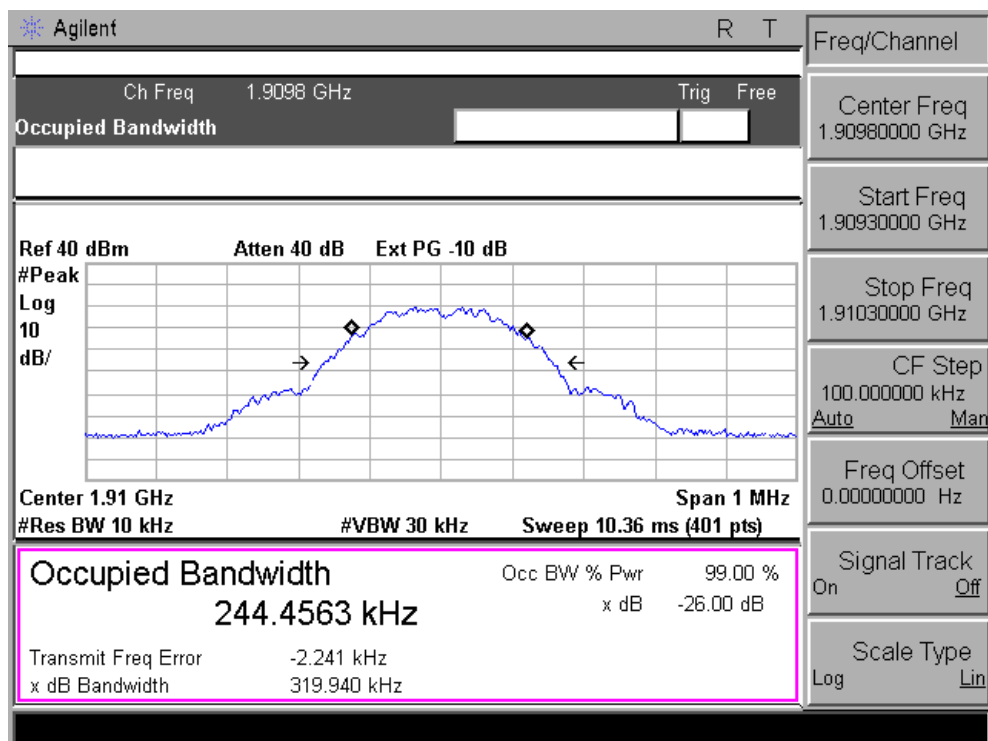 Agilent R T
Ch Freq 1.9098 GHz Trig Free
Occupied Bandwidth
Ref 40 dBm Atten 40 dB Ext PG -10 dB
#Peak
Log
10
dB/
Center 1.91 GHz Span 1 MHz
#Res BW 10 kHz #VBW 30 kHz Sweep 10.36 ms (401 pts)
Occupied Bandwidth
244.4563 kHz
Occ BW % Pwr 99.00 %
x dB -26.00 dB
Transmit Freq Error -2.241 kHz
x dB Bandwidth 319.940 kHz
Freq/Channel
Center Freq
1.90980000 GHz
Start Freq
1.90930000 GHz
Stop Freq
1.91030000 GHz
CF Step
100.000000 kHz
Auto Man
Freq Offset
0.00000000 Hz
Signal Track
On Off
Scale Type
Log Lin